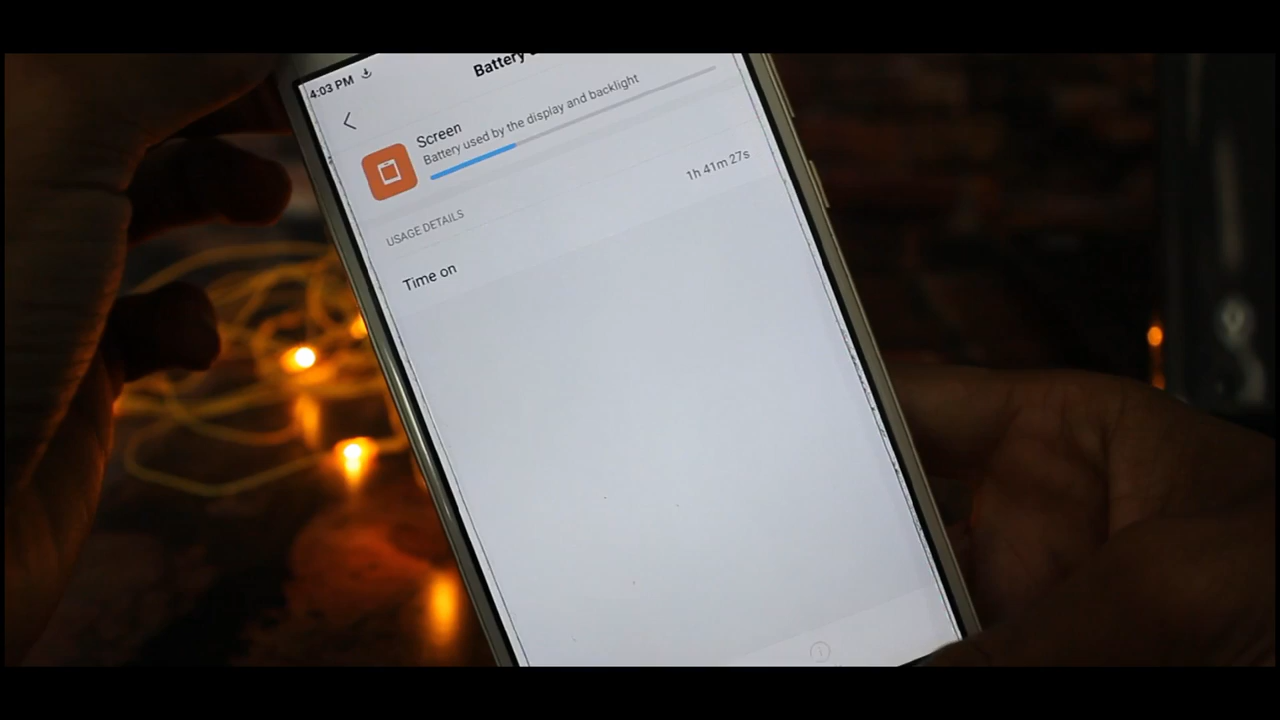 4:03 PM
Battery
Screen
Battery used by the display and backlight
USAGE DETAILS
Time on
1h 41m 27s